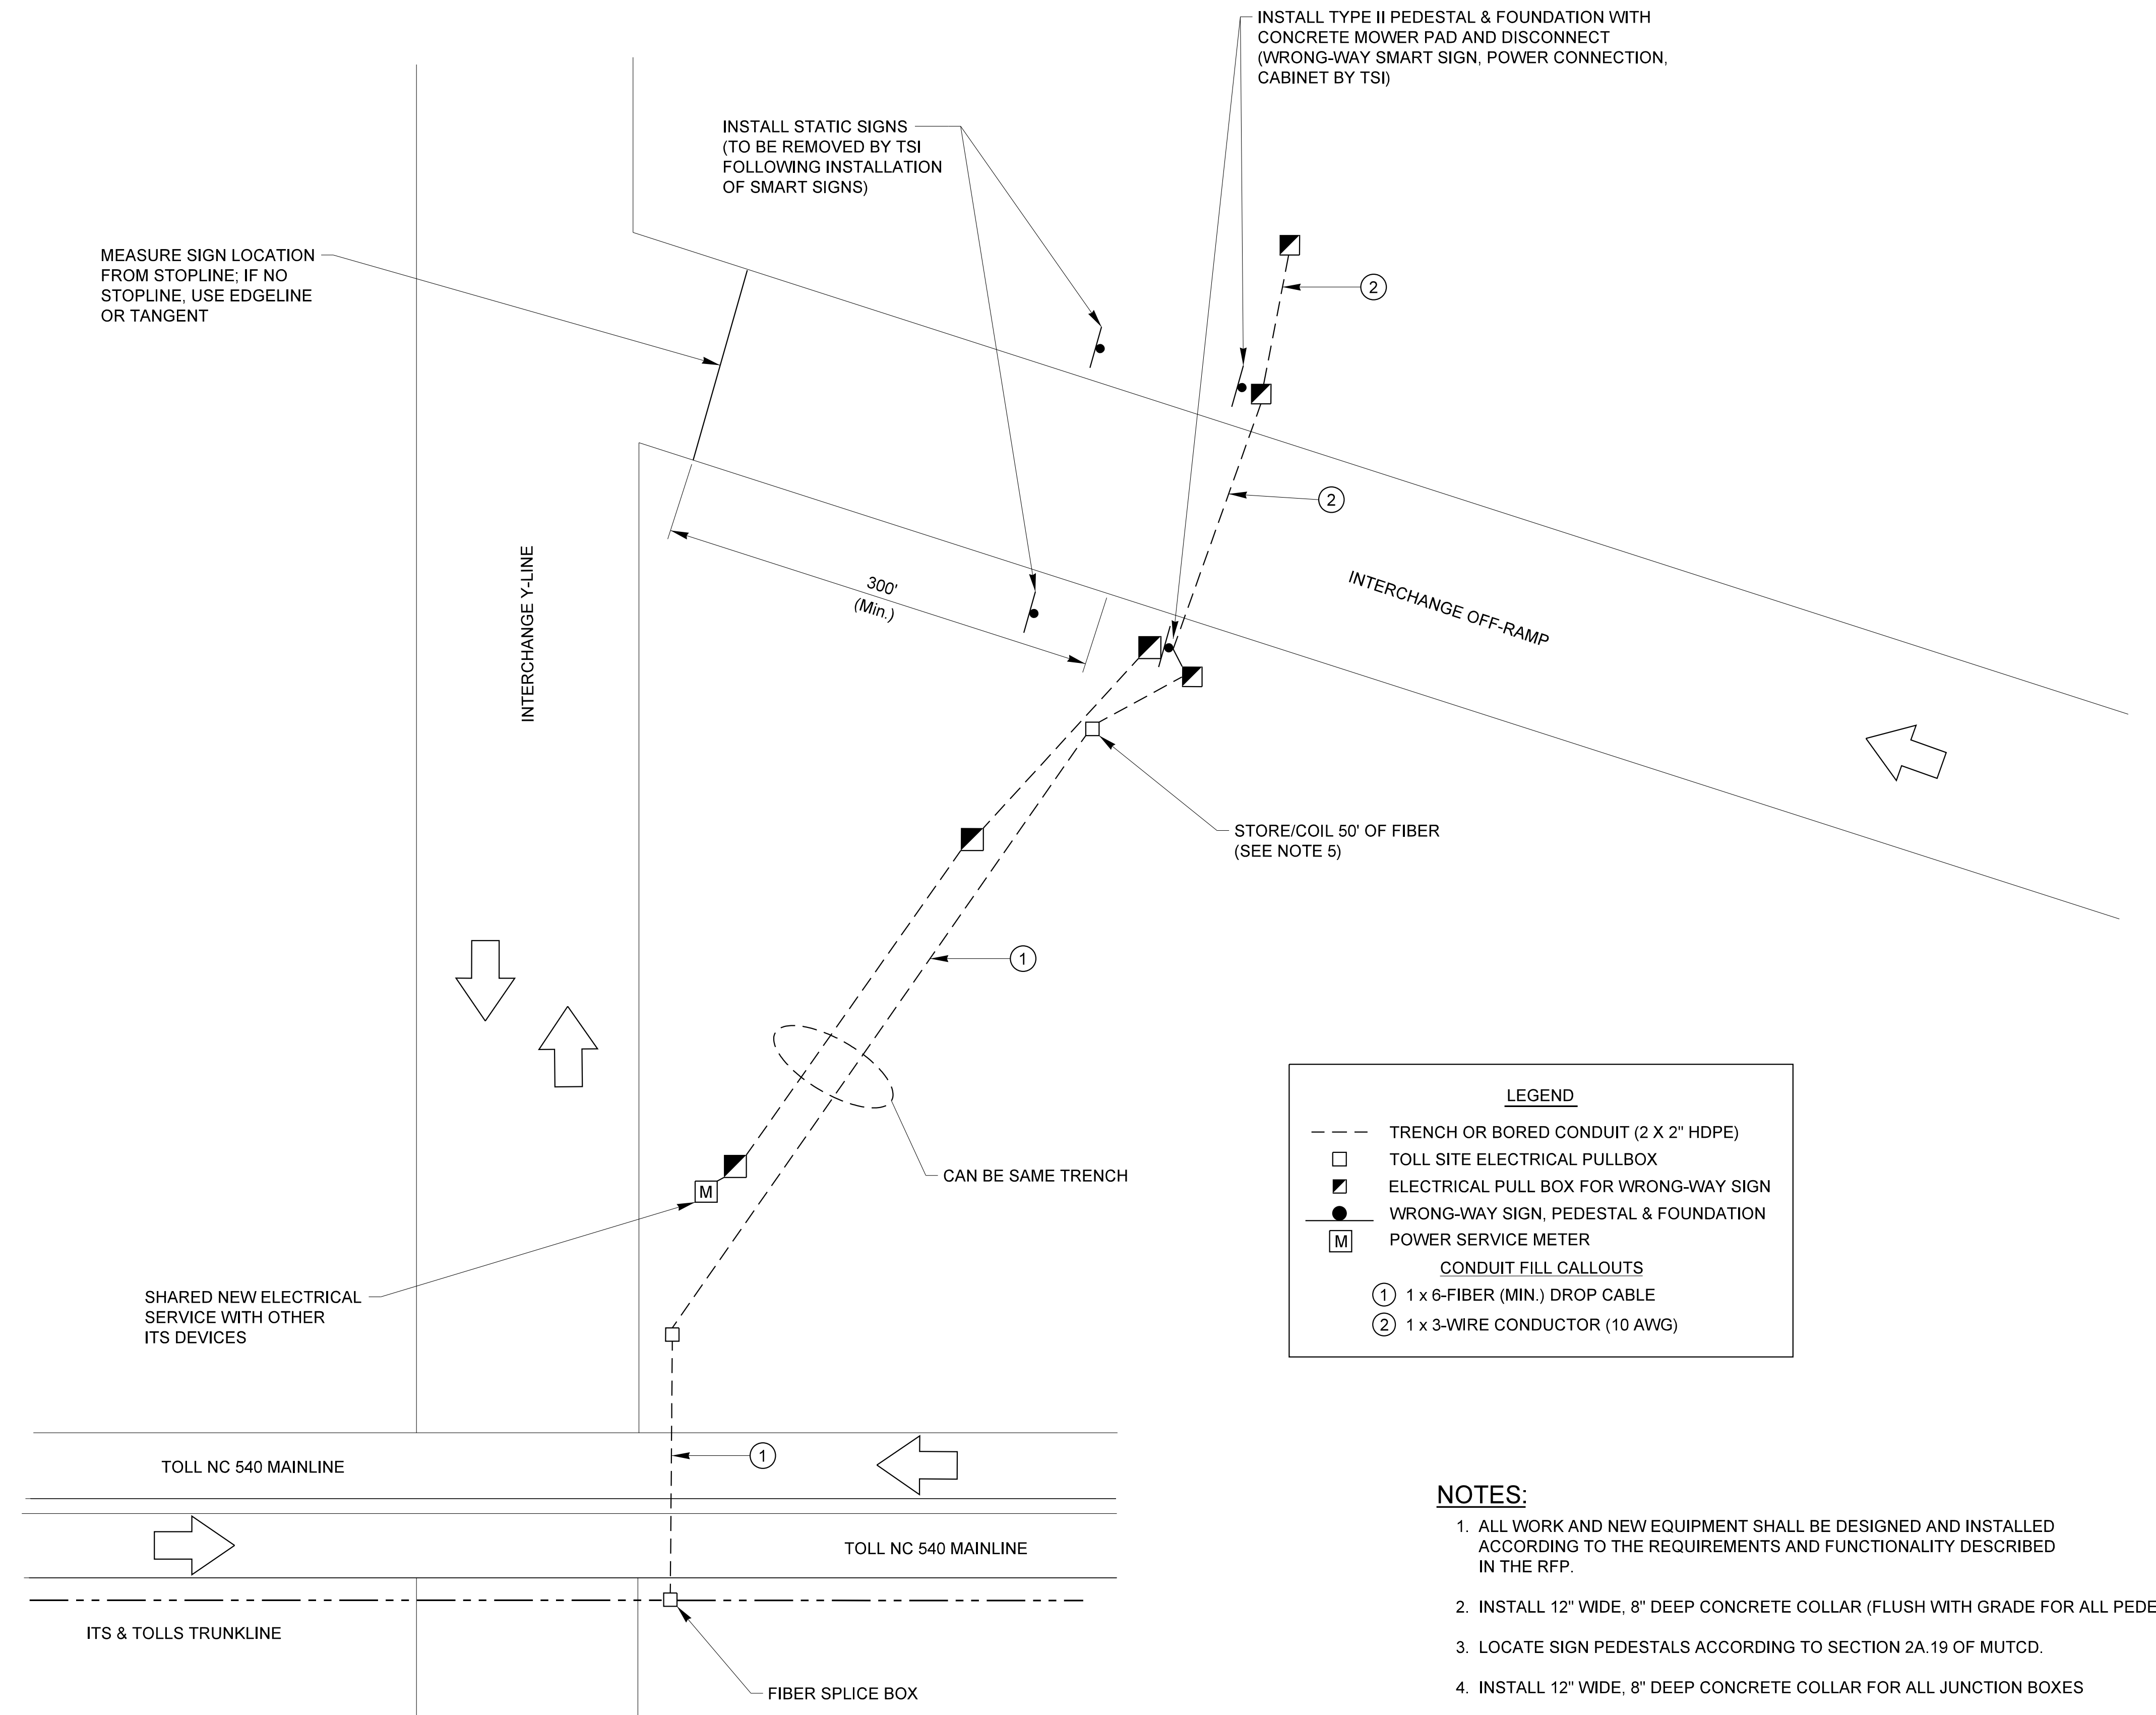 INSTALL TYPE II PEDESTAL & FOUNDATION WITH
CONCRETE MOWER PAD AND DISCONNECT
(WRONG-WAY SMART SIGN, POWER CONNECTION,
CABINET BY TSI)
INSTALL STATIC SIGNS
(TO BE REMOVED BY TSI
FOLLOWING INSTALLATION
OF SMART SIGNS)
MEASURE SIGN LOCATION
FROM STOPLINE; IF NO
STOPLINE, USE EDGELINE
OR TANGENT
2
2
INTERCHANGE Y-LINE
300'
(Min.)
INTERCHANGE OFF-RAMP
STORE/COIL 50' OF FIBER
(SEE NOTE 5)
1
CAN BE SAME TRENCH
M
SHARED NEW ELECTRICAL
SERVICE WITH OTHER
ITS DEVICES
LEGEND
TRENCH OR BORED CONDUIT (2 X 2" HDPE)
TOLL SITE ELECTRICAL PULLBOX
ELECTRICAL PULL BOX FOR WRONG-WAY SIGN
WRONG-WAY SIGN, PEDESTAL & FOUNDATION
M POWER SERVICE METER
CONDUIT FILL CALLOUTS
1 1 x 6-FIBER (MIN.) DROP CABLE
2 1 x 3-WIRE CONDUCTOR (10 AWG)
1
TOLL NC 540 MAINLINE
TOLL NC 540 MAINLINE
ITS & TOLLS TRUNKLINE
FIBER SPLICE BOX
NOTES:
1. ALL WORK AND NEW EQUIPMENT SHALL BE DESIGNED AND INSTALLED
ACCORDING TO THE REQUIREMENTS AND FUNCTIONALITY DESCRIBED
IN THE RFP.
2. INSTALL 12" WIDE, 8" DEEP CONCRETE COLLAR (FLUSH WITH GRADE FOR ALL PEDE
3. LOCATE SIGN PEDESTALS ACCORDING TO SECTION 2A.19 OF MUTCD.
4. INSTALL 12" WIDE, 8" DEEP CONCRETE COLLAR FOR ALL JUNCTION BOXES